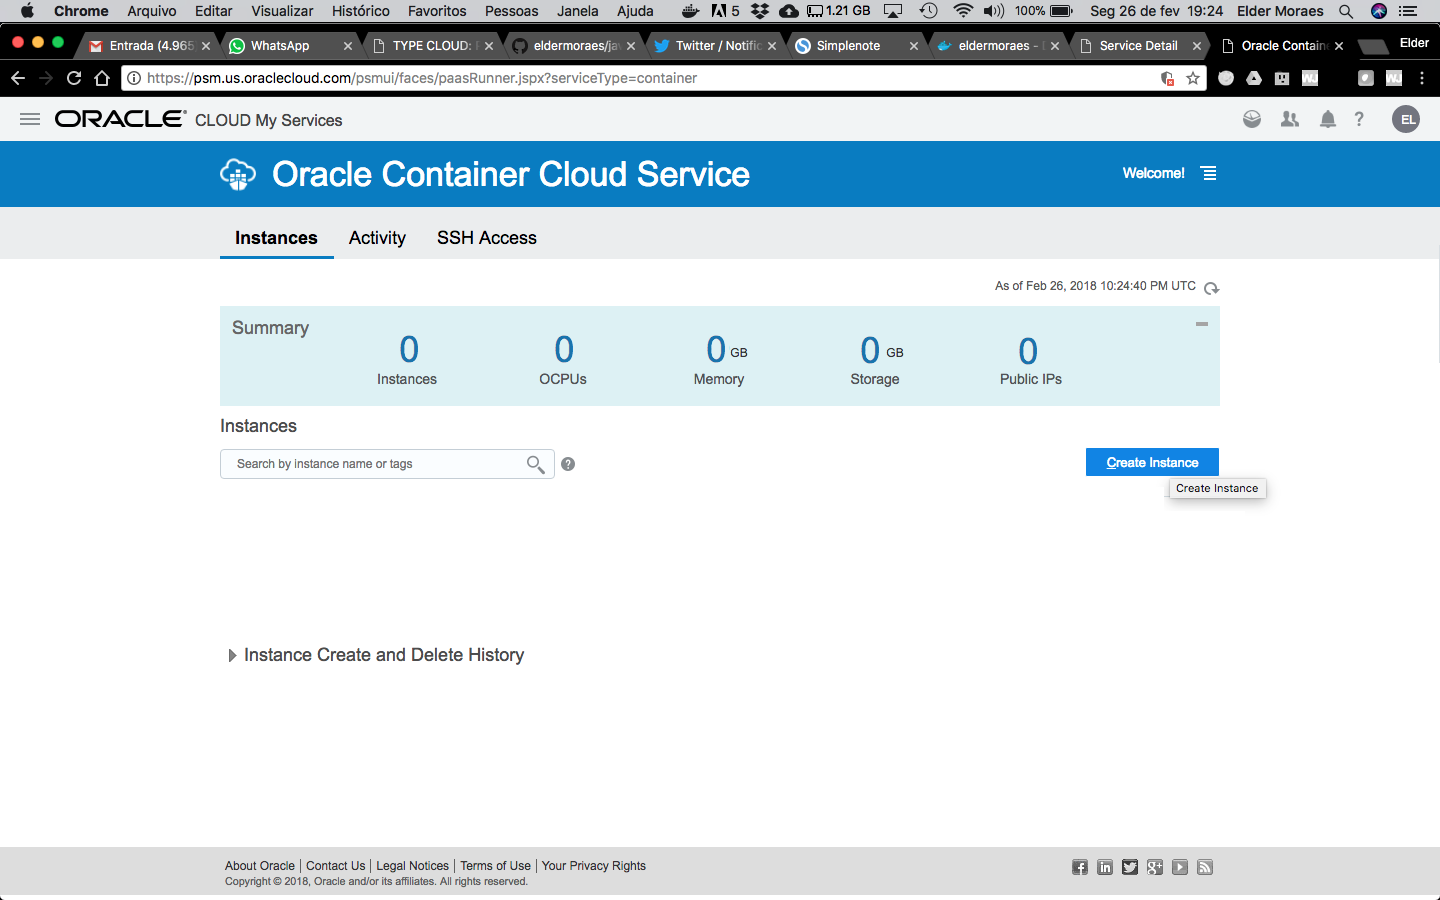 Chrome Arquivo Editar Visualizar Histórico Favoritos Pessoas Janela Ajuda 5 1.21 GB 100% Seg 26 de fev 19:24 Elder Moraes
Entrada (4.965 WhatsApp TYPE CLOUD: eldermoraes/ja Twitter / Notific Simplenote eldermoraes - Service Detail Oracle Contain Elder
https://psm.us.oraclecloud.com/psmui/faces/paasRunner.jspx?serviceType=container
ORACLE CLOUD My Services ? EL
Oracle Container Cloud Service Welcome!
Instances Activity SSH Access
As of Feb 26, 2018 10:24:40 PM UTC
Summary
0 0 0 GB 0 GB 0
Instances OCPUs Memory Storage Public IPs
Instances
Search by instance name or tags ? Create Instance
Create Instance
Instance Create and Delete History
About Oracle | Contact Us | Legal Notices | Terms of Use | Your Privacy Rights
Copyright © 2018, Oracle and/or its affiliates. All rights reserved.